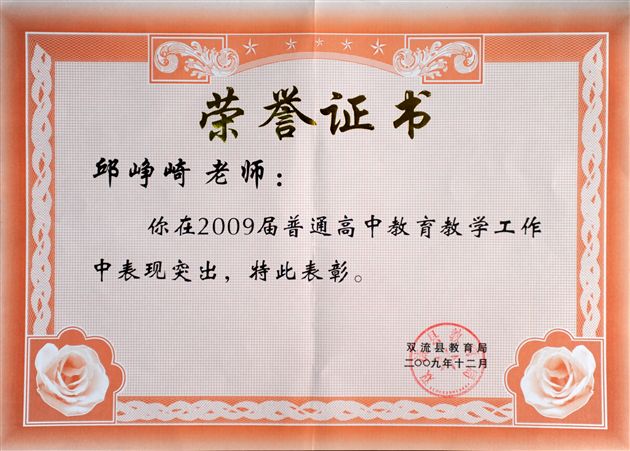 荣誉证书
邱峥崎 老师：
你在2009届普通高中教育教学工作
中表现突出，特此表彰。
双流县教育局
二〇〇九年十二月